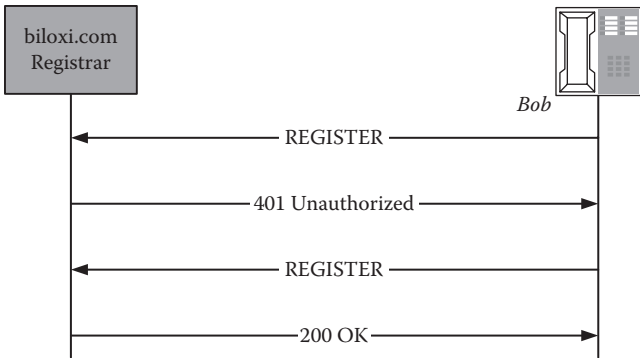 biloxi.com
Registrar
Bob
REGISTER
401 Unauthorized
REGISTER
200 OK